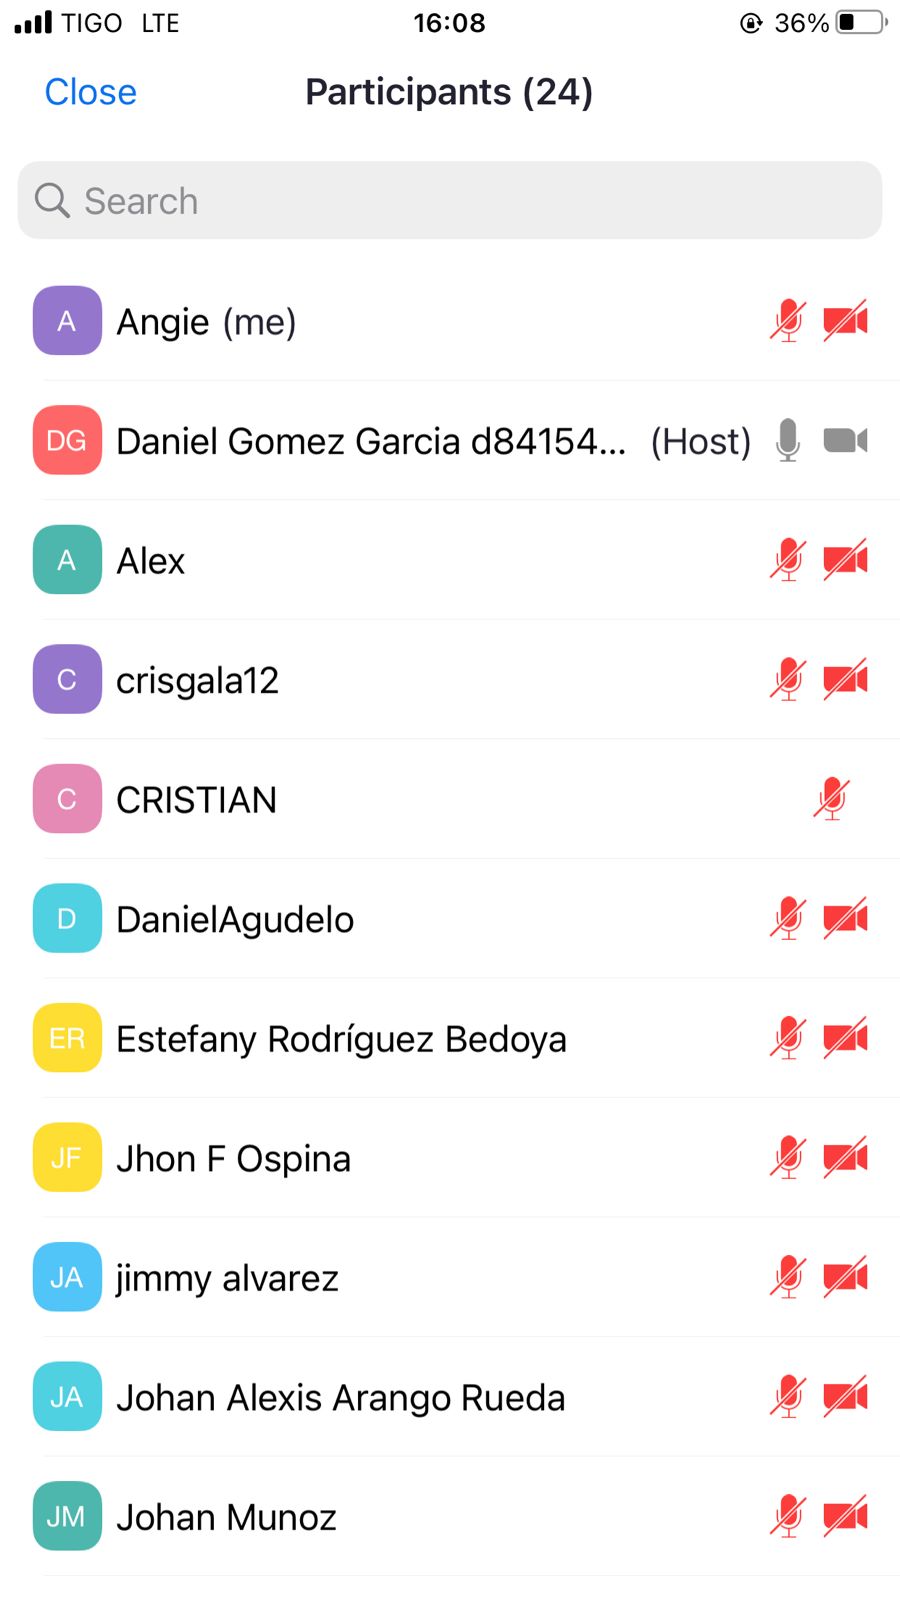 TIGO LTE 16:08 36%
Close Participants (24)
Search
A Angie (me)
DG Daniel Gomez Garcia d84154... (Host)
A Alex
C crisgala12
C CRISTIAN
D DanielAgudelo
ER Estefany Rodríguez Bedoya
JF Jhon F Ospina
JA jimmy alvarez
JA Johan Alexis Arango Rueda
JM Johan Munoz